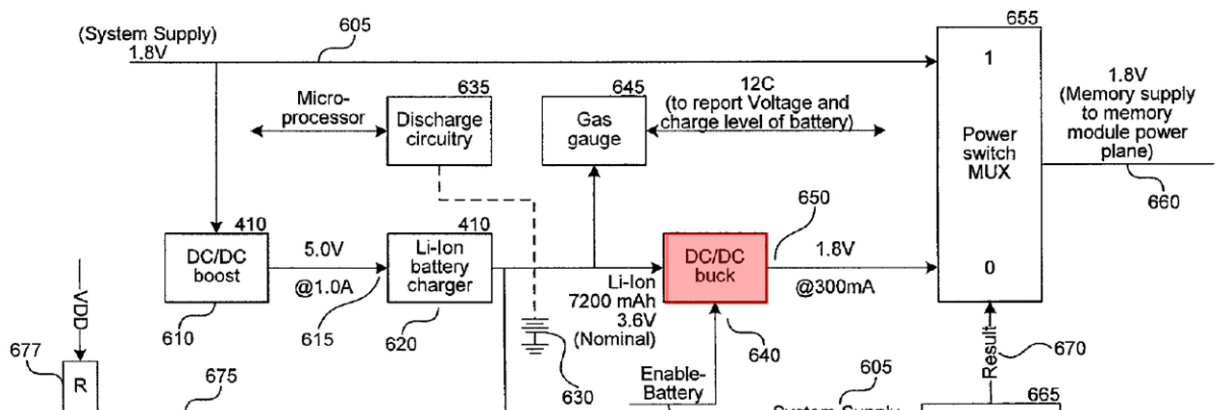 655
605
(System Supply)
1.8V
1
12C
(to report Voltage and
charge level of battery)
1.8V
(Memory supply
to memory
module power
plane)
635
645
Micro-
processor
Discharge
circuitry
Gas
gauge
Power
switch
MUX
660
650
410
410
DC/DC
boost
5.0V
@1.0A
Li-Ion
battery
charger
DC/DC
buck
1.8V
@300mA
0
Li-Ion
7200 mAh
3.6V
(Nominal)
VDD
610
615
620
630
640
670
Result
677
R
675
Enable-
Battery
605
System Supply
665